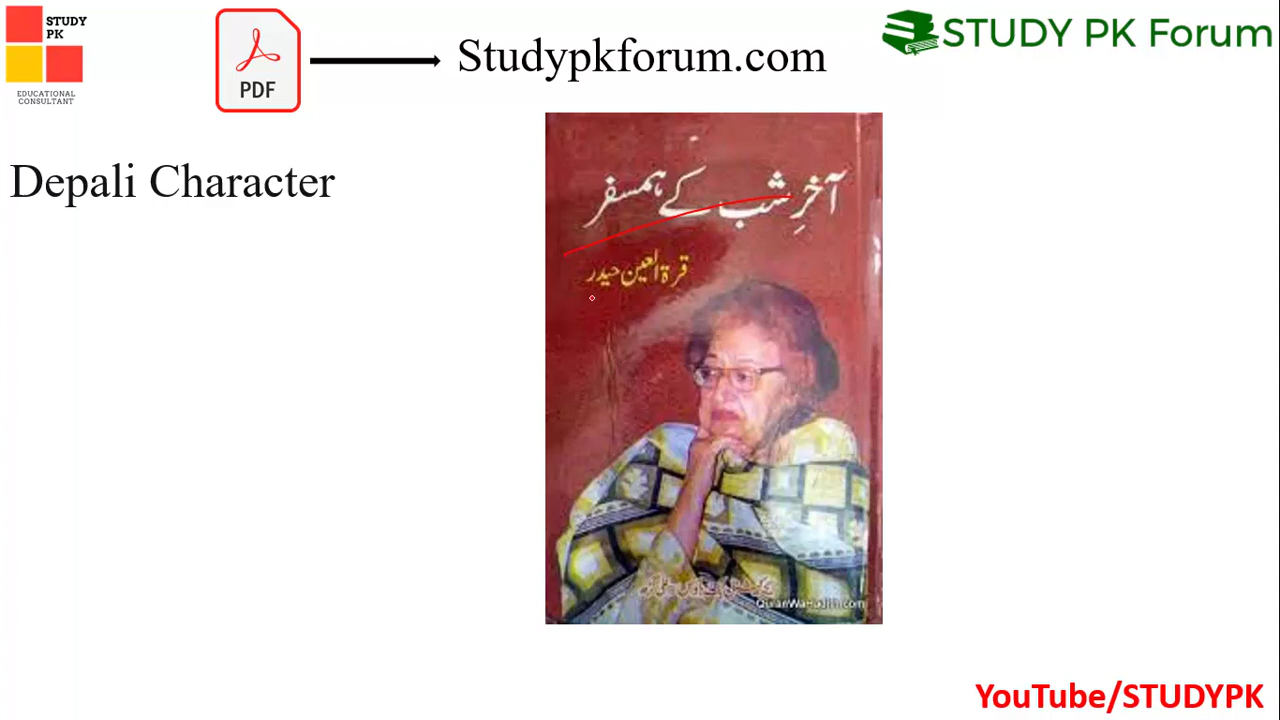 STUDY
PK
EDUCATIONAL
CONSULTANT
PDF
Studypkforum.com
STUDY PK Forum
Depali Character
آخرِ شب کے ہمسفر
قرۃ العین حیدر
QuranWaHadith.com
YouTube/STUDYPK